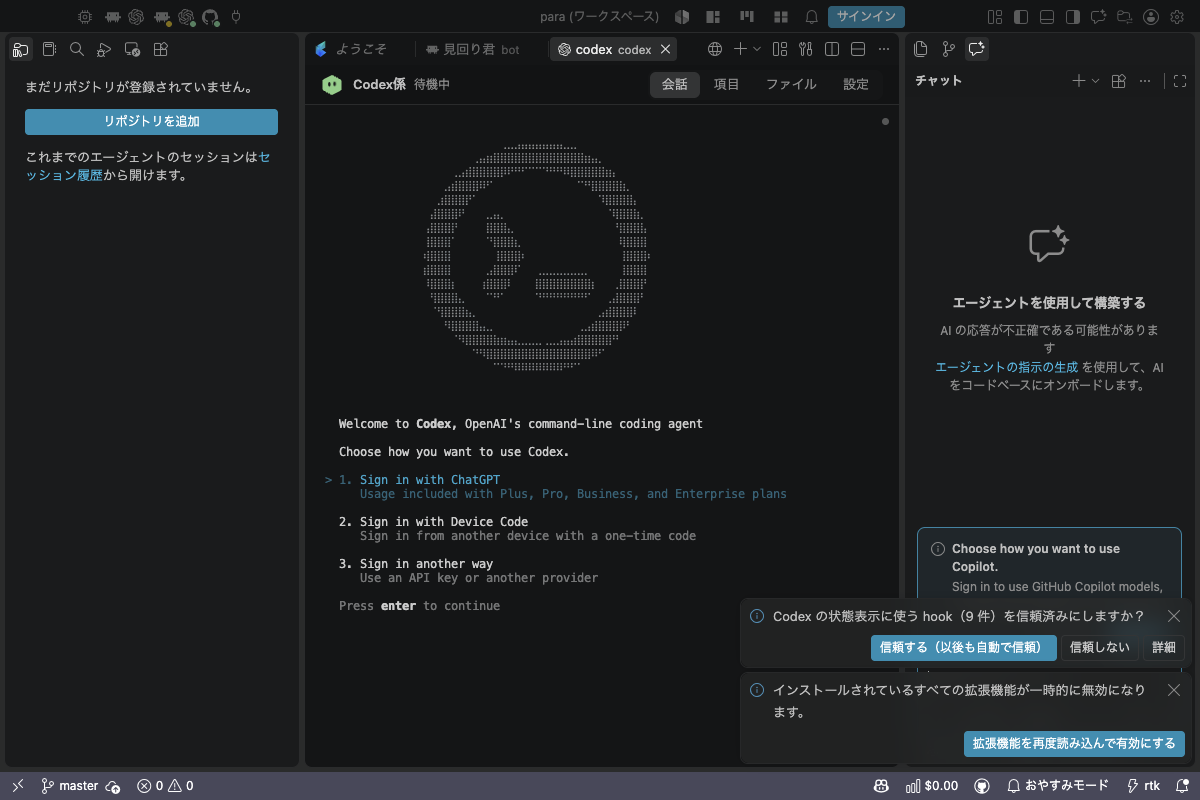 para (ワークスペース)
サインイン
まだリポジトリが登録されていません。
リポジトリを追加
これまでのエージェントのセッションはセ
ッション履歴から開けます。
ようこそ
見回り君 bot
codex codex
Codex係 待機中
会話
項目
ファイル
設定
Welcome to Codex, OpenAI's command-line coding agent
Choose how you want to use Codex.
> 1. Sign in with ChatGPT
Usage included with Plus, Pro, Business, and Enterprise plans
2. Sign in with Device Code
Sign in from another device with a one-time code
3. Sign in another way
Use an API key or another provider
Press enter to continue
チャット
エージェントを使用して構築する
AI の応答が不正確である可能性がありま
す
エージェントの指示の生成 を使用して、AI
をコードベースにオンボードします。
Choose how you want to use
Copilot.
Sign in to use GitHub Copilot models,
Codex の状態表示に使う hook（9 件）を信頼済みにしますか？
信頼する（以後も自動で信頼）
信頼しない
詳細
インストールされているすべての拡張機能が一時的に無効になり
ます。
拡張機能を再度読み込んで有効にする
master
0
0
$0.00
おやすみモード
rtk